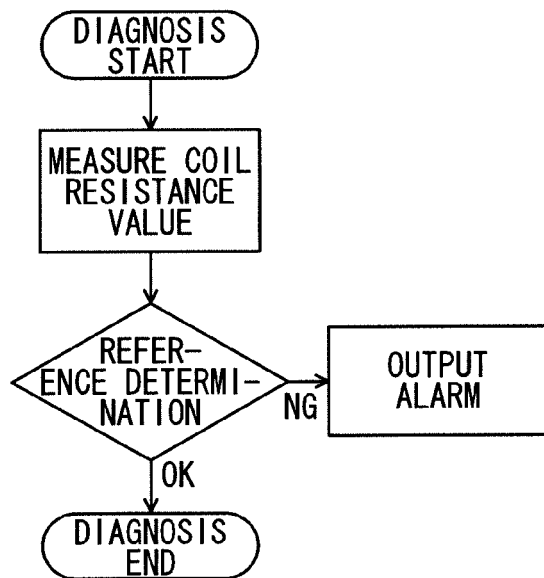 DIAGNOSIS
START
MEASURE COIL
RESISTANCE
VALUE
REFER-
ENCE DETERMI-
NATION
NG
OUTPUT
ALARM
OK
DIAGNOSIS
END